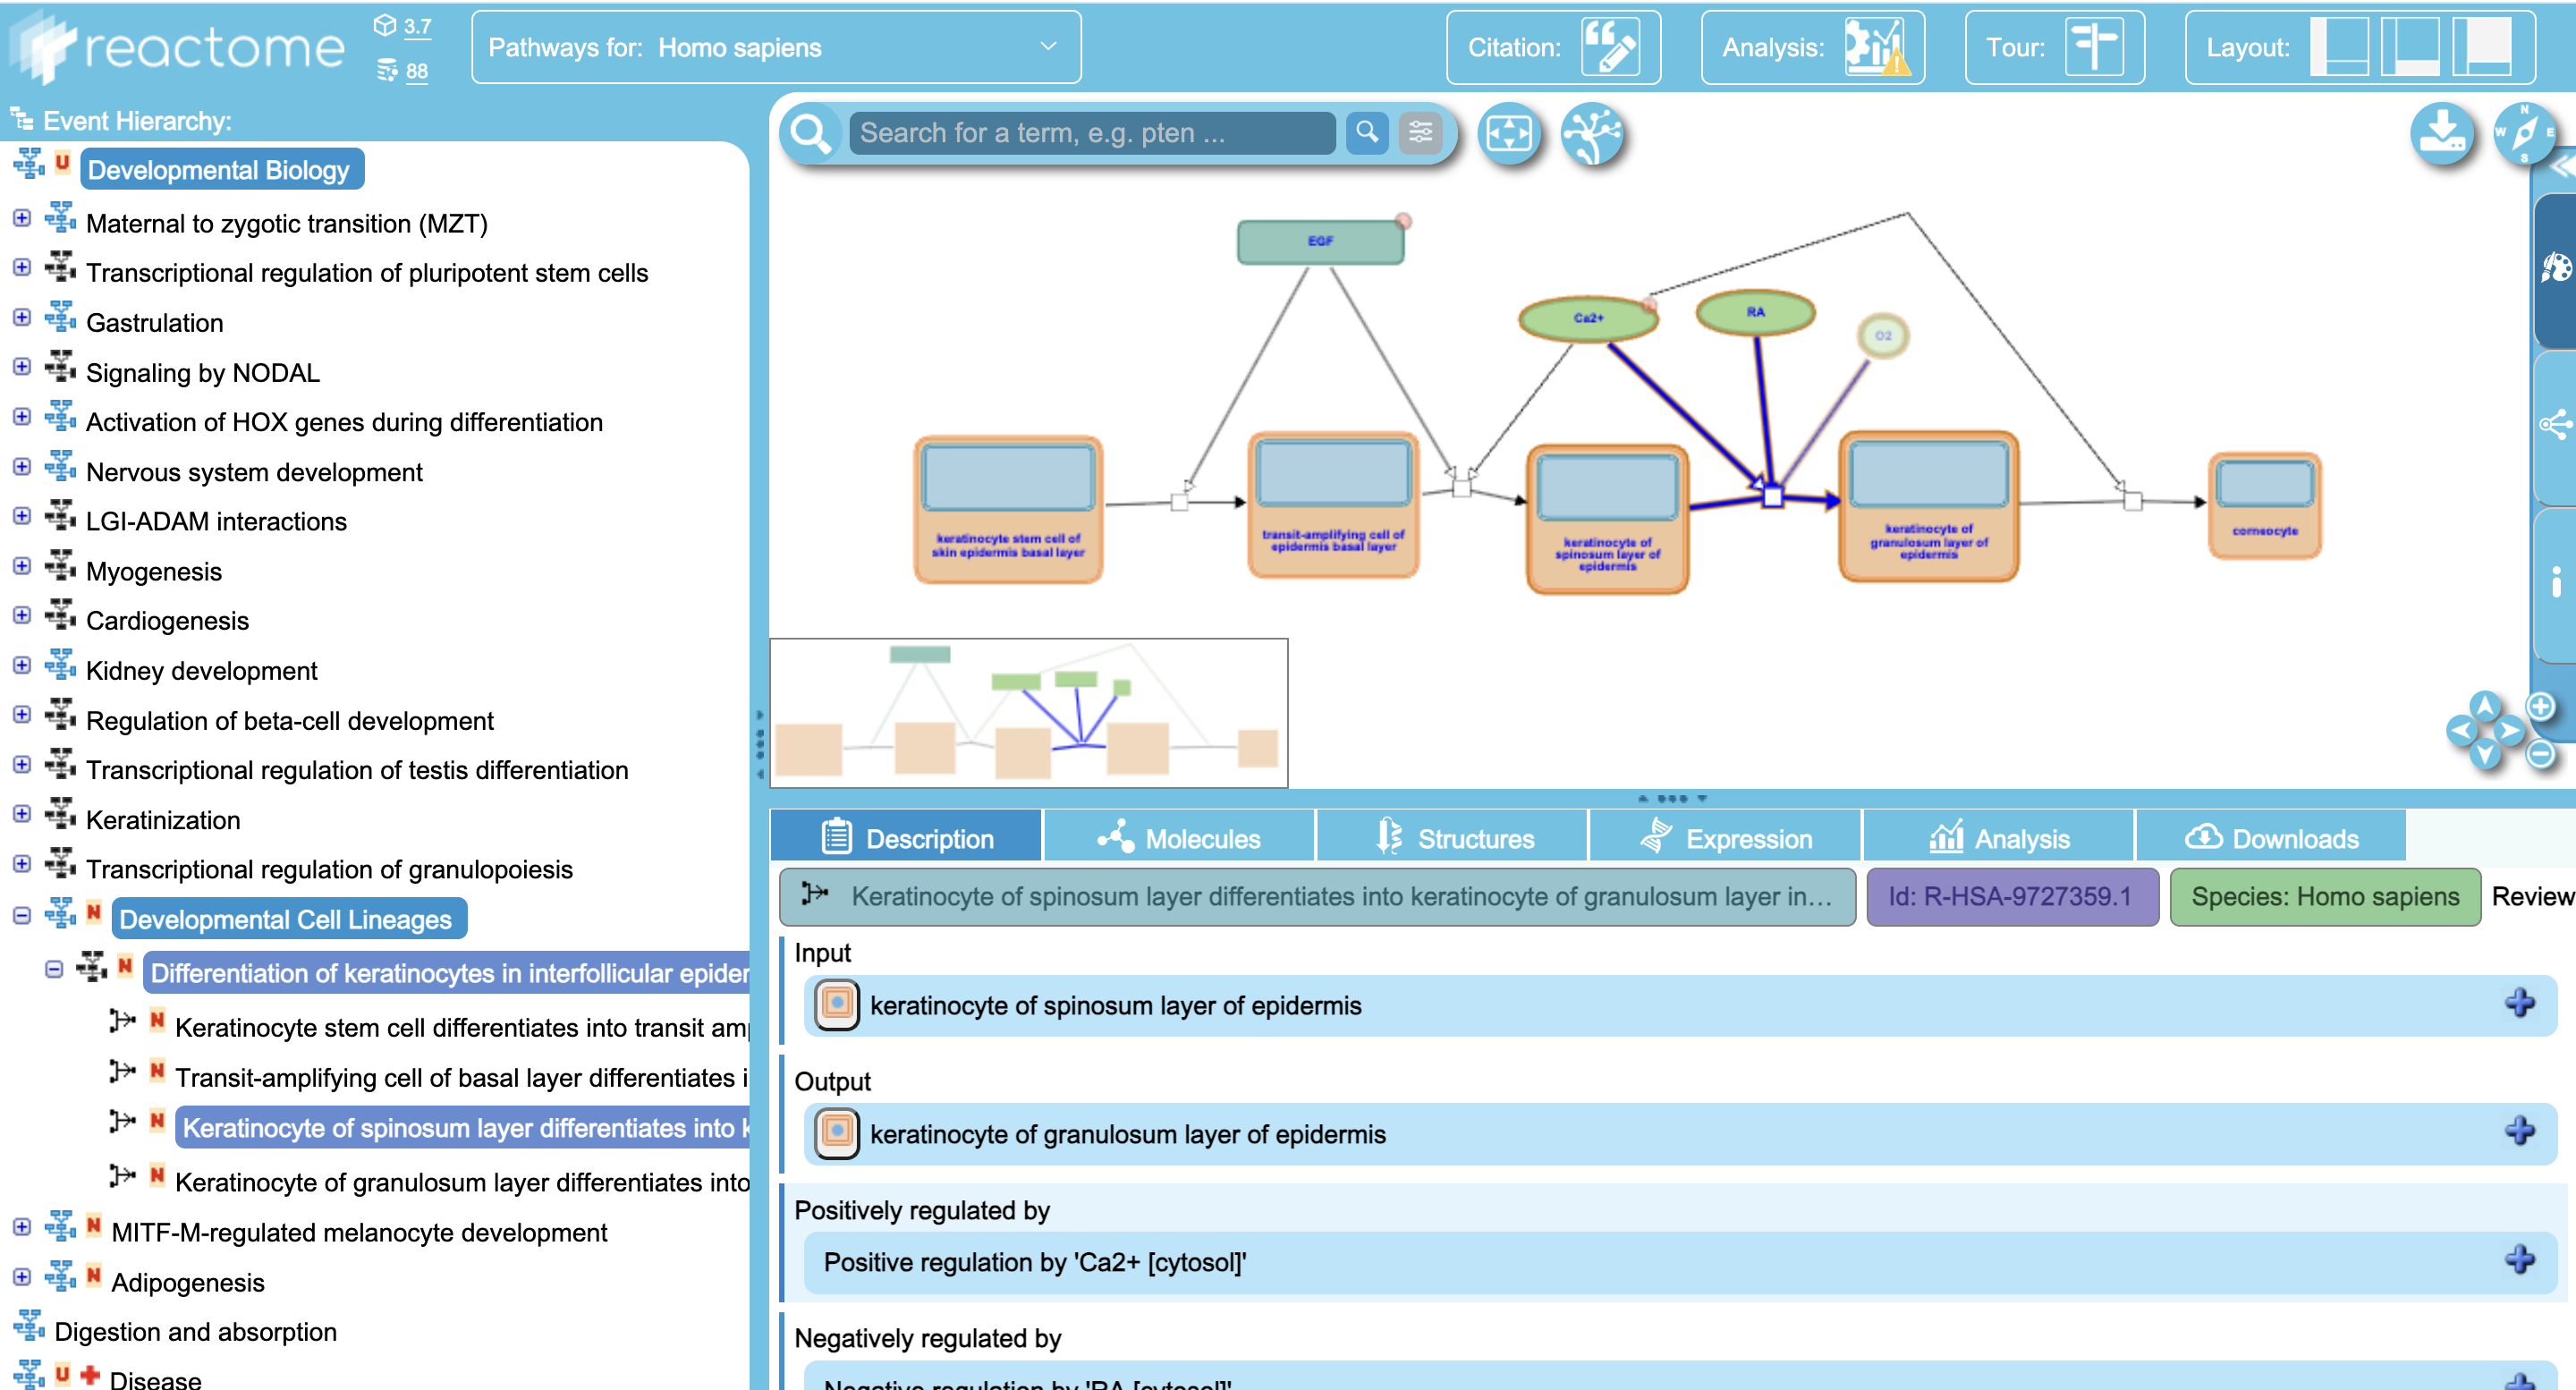 reactome
3.7
88
Pathways for: Homo sapiens
Citation:
Analysis:
Tour:
Layout:
Event Hierarchy:
U Developmental Biology
Maternal to zygotic transition (MZT)
Transcriptional regulation of pluripotent stem cells
Gastrulation
Signaling by NODAL
Activation of HOX genes during differentiation
Nervous system development
LGI-ADAM interactions
Myogenesis
Cardiogenesis
Kidney development
Regulation of beta-cell development
Transcriptional regulation of testis differentiation
Keratinization
Transcriptional regulation of granulopoiesis
N Developmental Cell Lineages
N Differentiation of keratinocytes in interfollicular epider
N Keratinocyte stem cell differentiates into transit am
N Transit-amplifying cell of basal layer differentiates i
N Keratinocyte of spinosum layer differentiates into k
N Keratinocyte of granulosum layer differentiates into
N MITF-M-regulated melanocyte development
N Adipogenesis
Digestion and absorption
U Disease
Search for a term, e.g. pten ...
N
W E
S
EGF
Ca2+
RA
O2
keratinocyte stem cell of
skin epidermis basal layer
transit-amplifying cell of
epidermis basal layer
keratinocyte of
spinosum layer of
epidermis
keratinocyte of
granulosum layer of
epidermis
corneocyte
Description
Molecules
Structures
Expression
Analysis
Downloads
Keratinocyte of spinosum layer differentiates into keratinocyte of granulosum layer in...
Id: R-HSA-9727359.1
Species: Homo sapiens
Review
Input
keratinocyte of spinosum layer of epidermis
Output
keratinocyte of granulosum layer of epidermis
Positively regulated by
Positive regulation by 'Ca2+ [cytosol]'
Negatively regulated by
Negative regulation by 'RA [cytosol]'